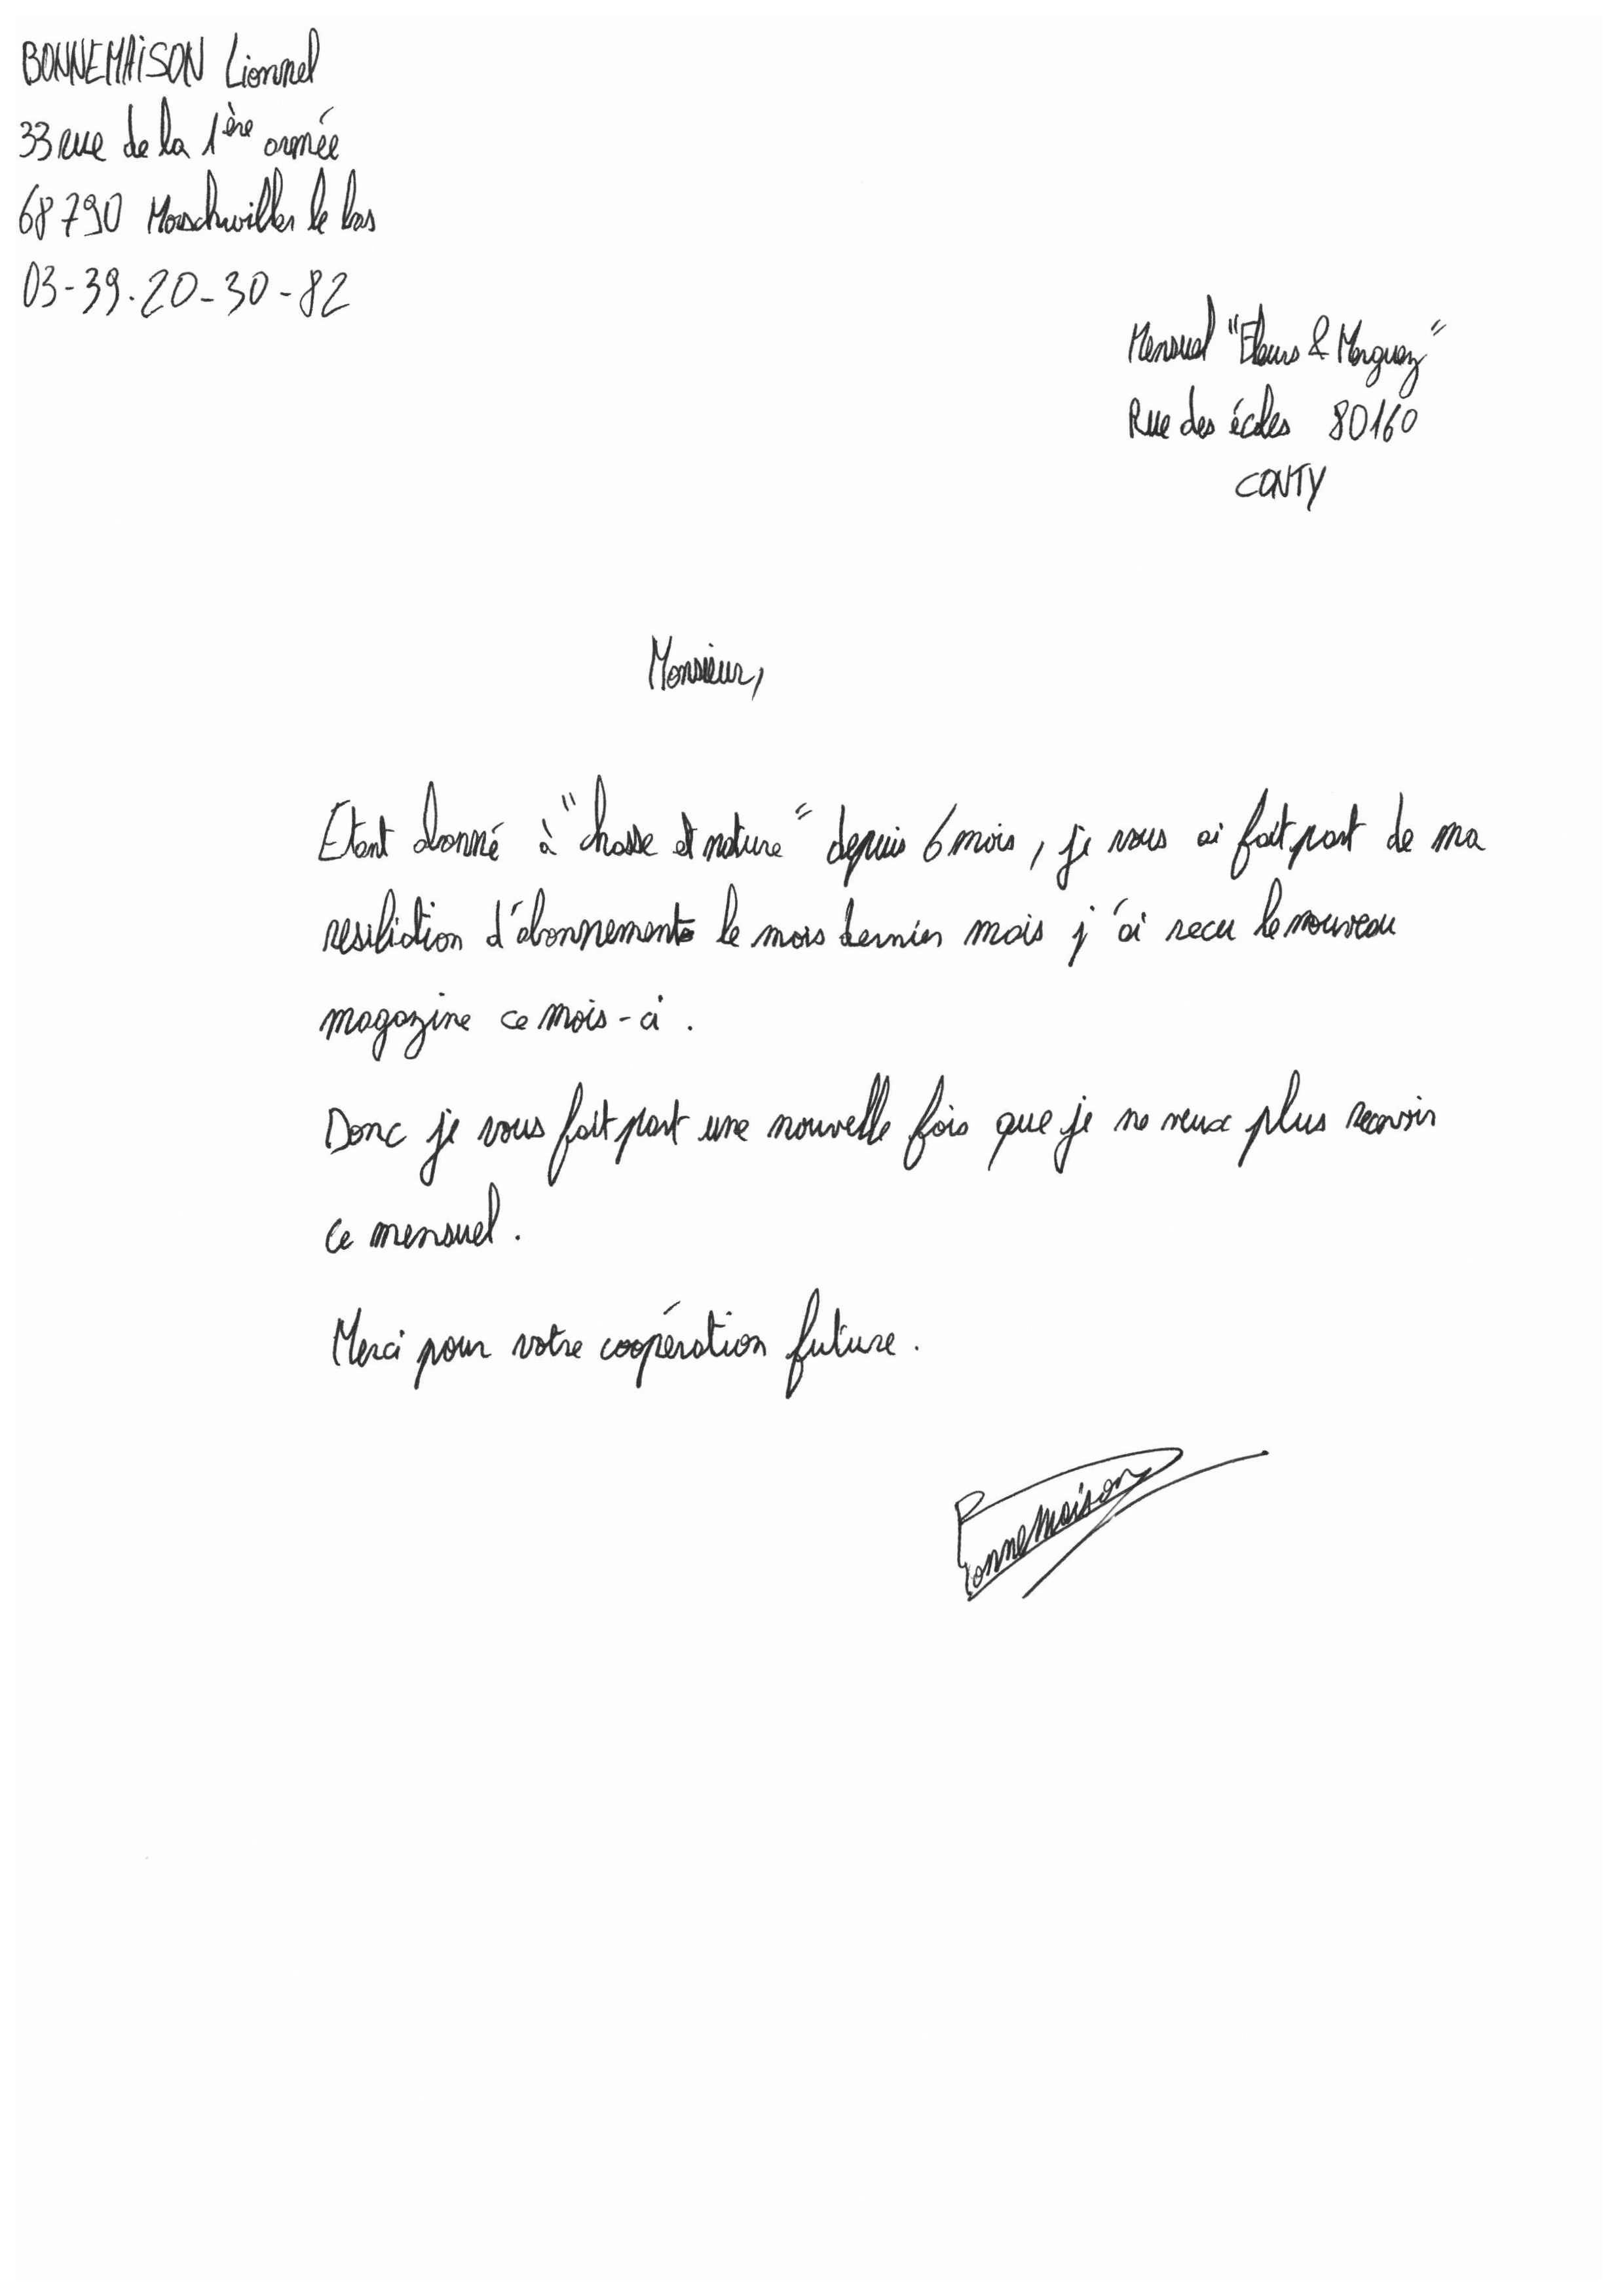 BONNEMAISON Lionnel
33 rue de la 1ère armée
68790 Morschwiller le bas
03-39.20-30-82
Mensuel "Fleurs & Merguez"
Rue des écoles 80160
CONTY
Monsieur,
Etant abonné à "chasse et nature" depuis 6 mois, je vous ai fait part de ma
resiliation d'abonnement le mois dernier mais j'ai recu le nouveau
magazine ce mois-ci.
Donc je vous fait part une nouvelle fois que je ne veux plus recevoir
ce mensuel.
Merci pour votre coopération future.
Bonnemaison